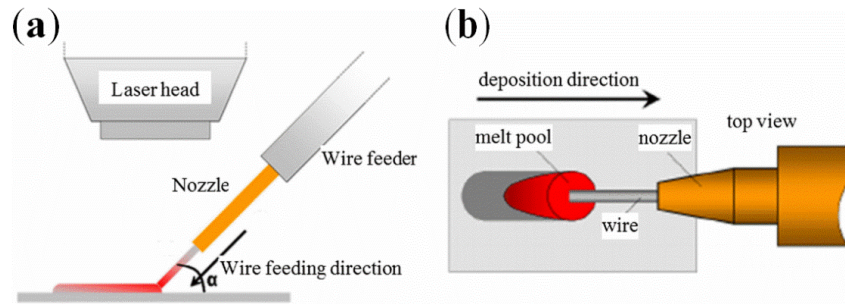 (a)
Laser head
Wire feeder
Nozzle
Wire feeding direction
α
(b)
deposition direction
top view
melt pool
nozzle
wire